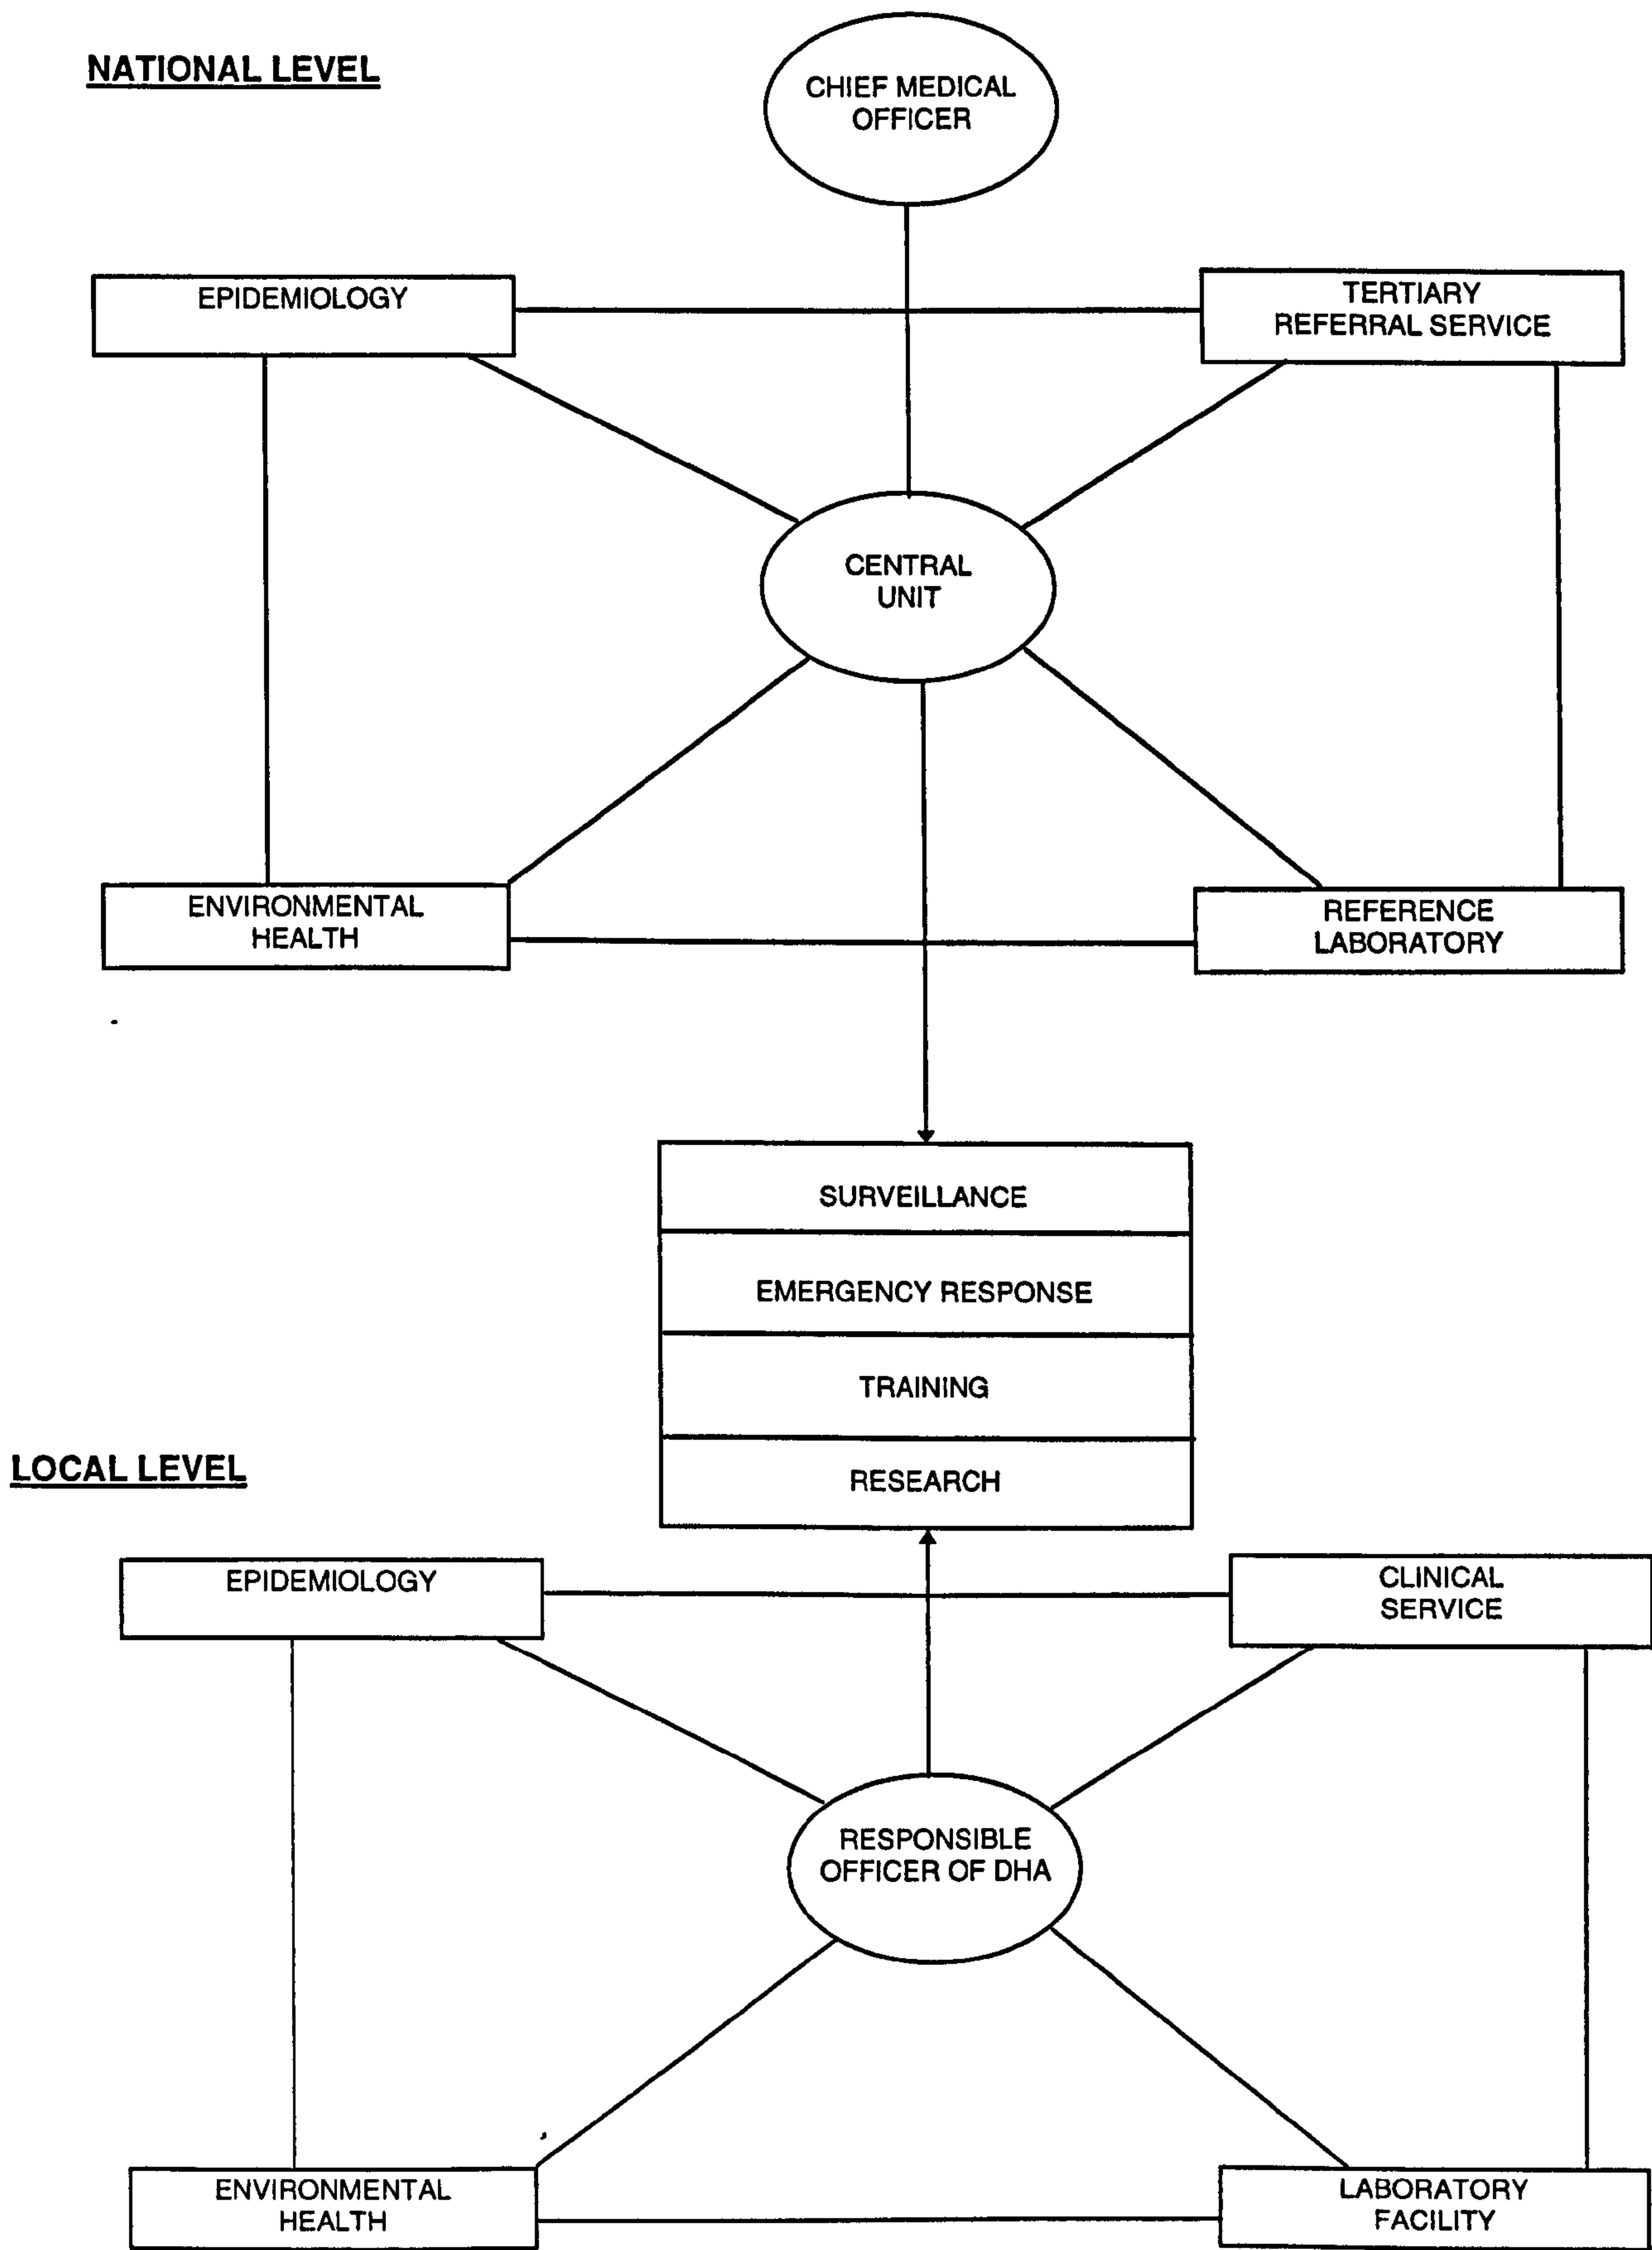 NATIONAL LEVEL
CHIEF MEDICAL
OFFICER
EPIDEMIOLOGY
TERTIARY
REFERRAL SERVICE
CENTRAL
UNIT
ENVIRONMENTAL
HEALTH
REFERENCE
LABORATORY
SURVEILLANCE
EMERGENCY RESPONSE
TRAINING
RESEARCH
LOCAL LEVEL
EPIDEMIOLOGY
CLINICAL
SERVICE
RESPONSIBLE
OFFICER OF DHA
ENVIRONMENTAL
HEALTH
LABORATORY
FACILITY